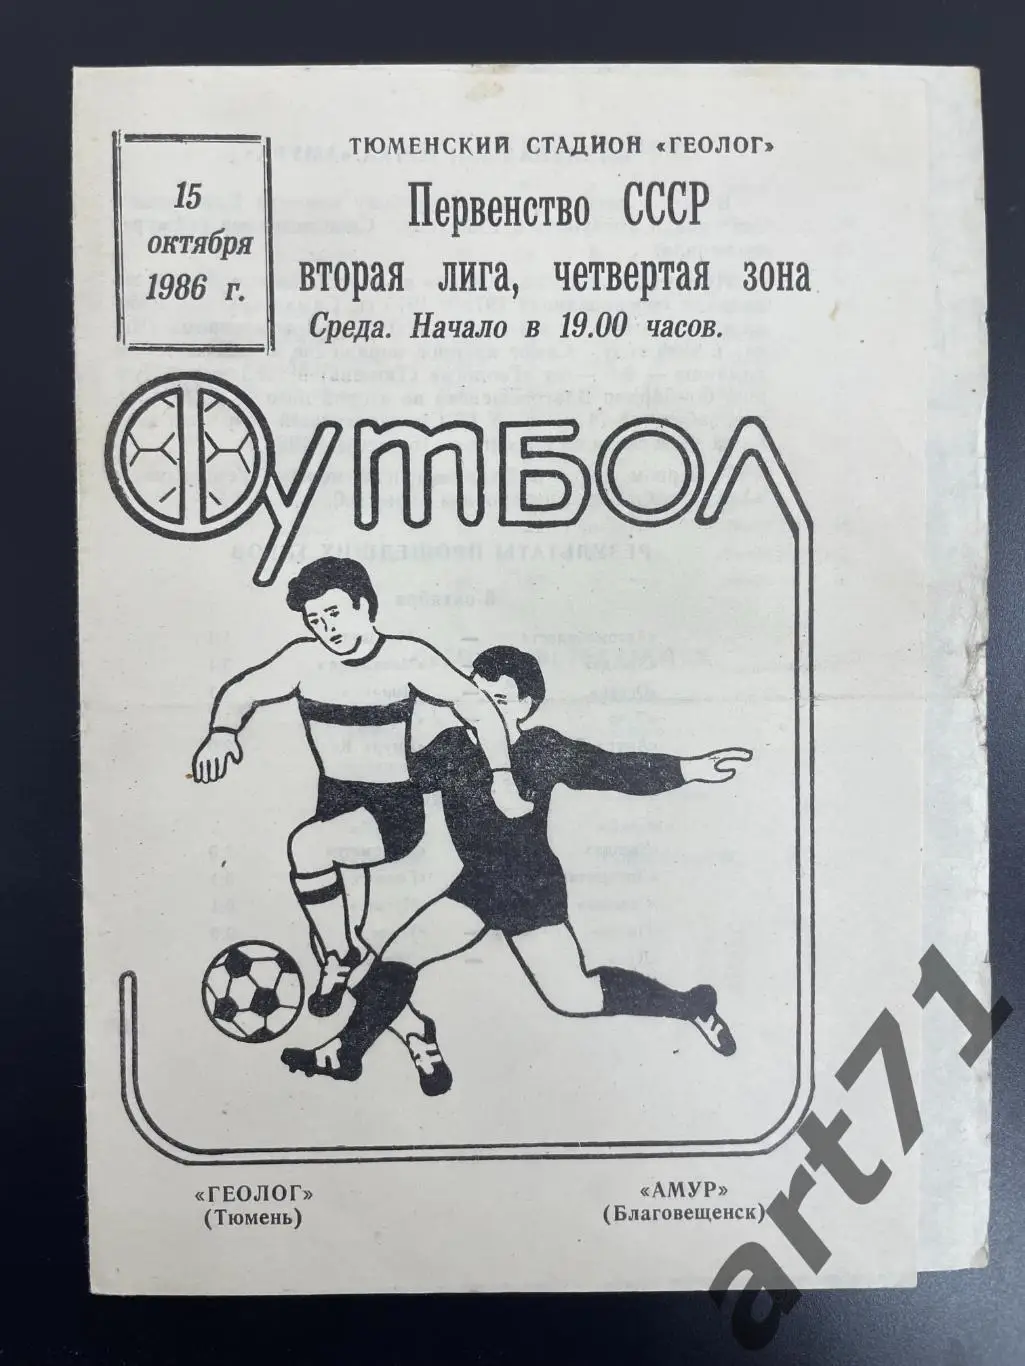 15
октября
1986 г.
ТЮМЕНСКИЙ СТАДИОН «ГЕОЛОГ»
Первенство СССР
вторая лига, четвертая зона
Среда. Начало в 19.00 часов.
ФУТБОЛ
«ГЕОЛОГ»
(Тюмень)
«АМУР»
(Благовещенск)
art71